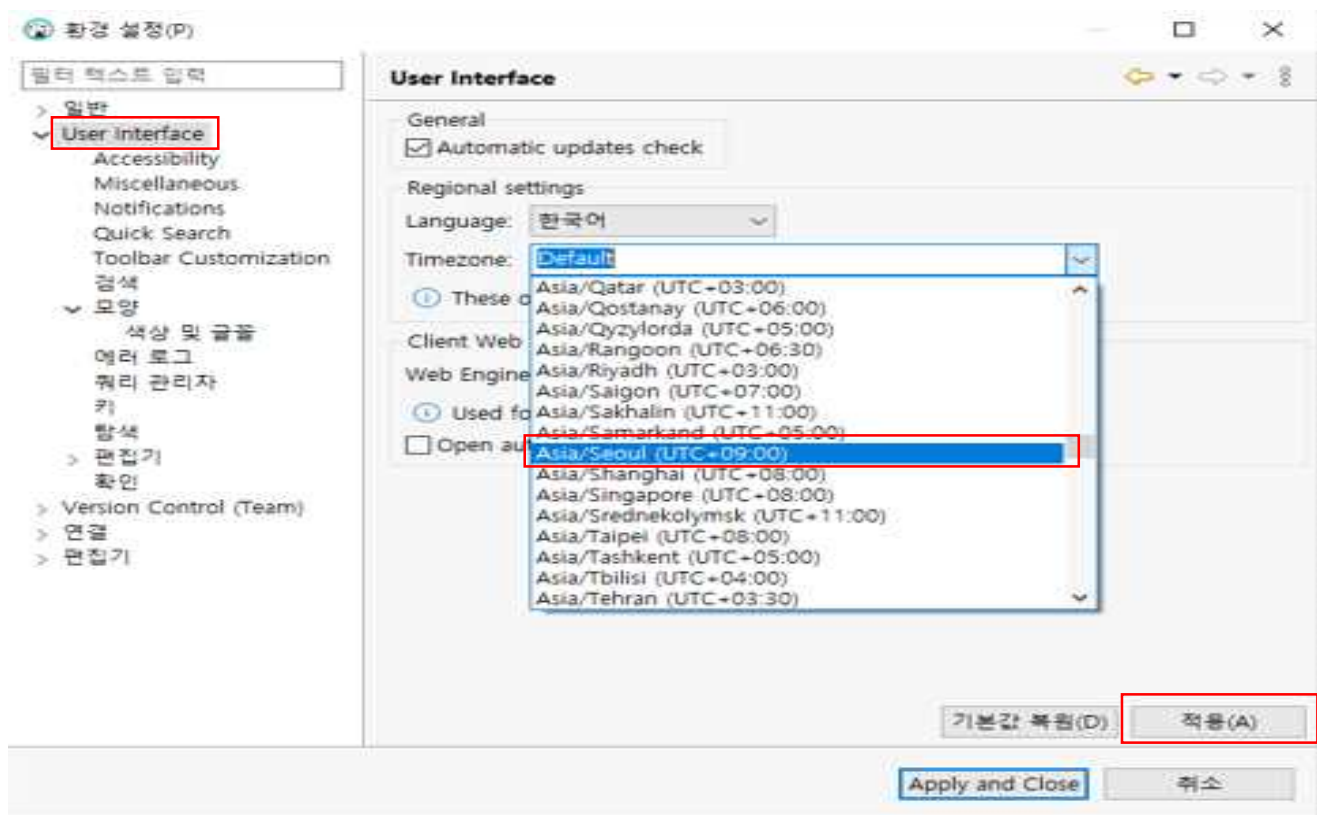 환경 설정(P)
필터 텍스트 입력
일반
User Interface
Accessibility
Miscellaneous
Notifications
Quick Search
Toolbar Customization
검색
모양
색상 및 글꼴
에러 로그
쿼리 관리자
키
탐색
편집기
확인
Version Control (Team)
연결
편집기
User Interface
General
Automatic updates check
Regional settings
Language: 한국어
Timezone: Default
These
Asia/Qatar (UTC+03:00)
Asia/Qostanay (UTC+06:00)
Asia/Qyzylorda (UTC+05:00)
Asia/Rangoon (UTC+06:30)
Asia/Riyadh (UTC+03:00)
Asia/Saigon (UTC+07:00)
Asia/Sakhalin (UTC+11:00)
Asia/Samarkand (UTC+05:00)
Asia/Seoul (UTC+09:00)
Asia/Shanghai (UTC+08:00)
Asia/Singapore (UTC+08:00)
Asia/Srednekolymsk (UTC+11:00)
Asia/Taipei (UTC+08:00)
Asia/Tashkent (UTC+05:00)
Asia/Tbilisi (UTC+04:00)
Asia/Tehran (UTC+03:30)
Client Web
Web Engine
Used
Open
기본값 복원(D) 적용(A)
Apply and Close 취소